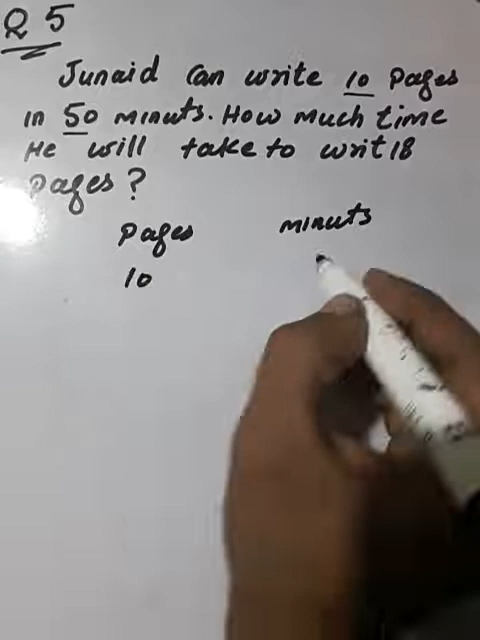 Q 5
Junaid can write 10 pages
in 50 minuts. How much time
He will take to writ 18
pages?
pages minuts
10